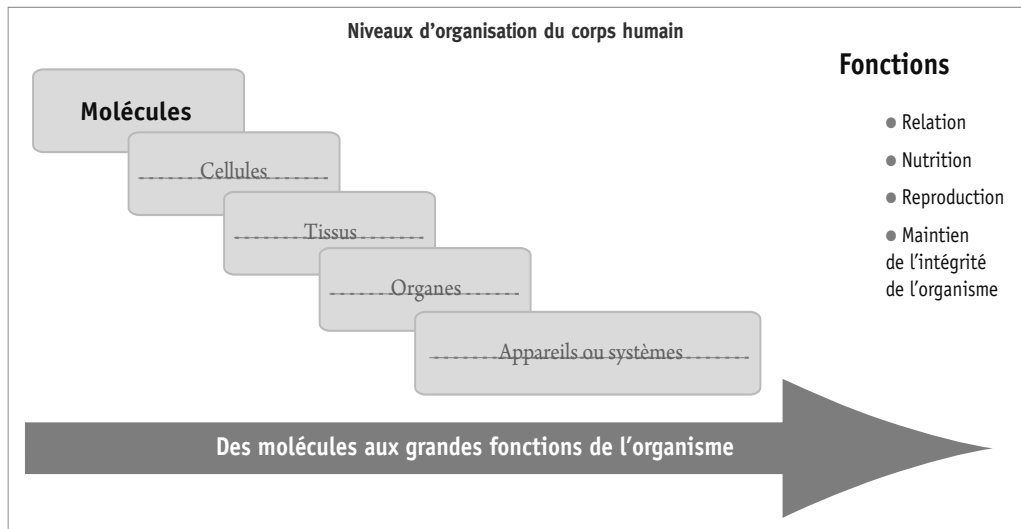 Niveaux d'organisation du corps humain
Fonctions
Molécules
Cellules
Tissus
Organes
Appareils ou systèmes
● Relation
● Nutrition
● Reproduction
● Maintien
de l'intégrité
de l'organisme
Des molécules aux grandes fonctions de l'organisme